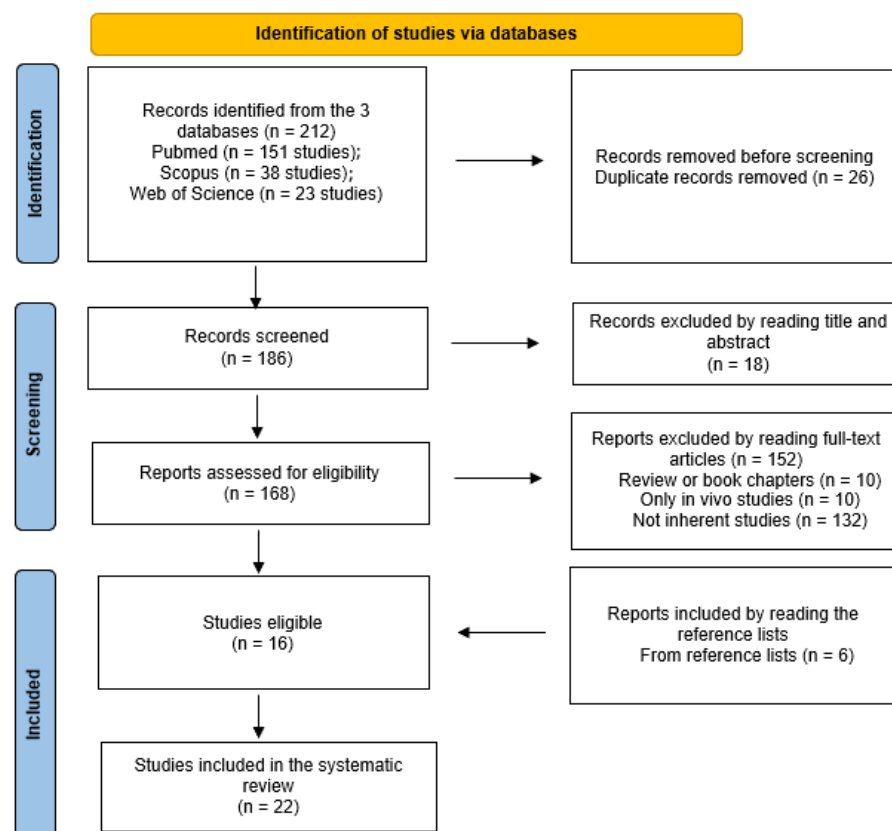 Identification of studies via databases
Identification
Records identified from the 3
databases (n = 212)
Pubmed (n = 151 studies);
Scopus (n = 38 studies);
Web of Science (n = 23 studies)
Records removed before screening
Duplicate records removed (n = 26)
Screening
Records screened
(n = 186)
Records excluded by reading title and
abstract
(n = 18)
Reports assessed for eligibility
(n = 168)
Reports excluded by reading full-text
articles (n = 152)
Review or book chapters (n = 10)
Only in vivo studies (n = 10)
Not inherent studies (n = 132)
Included
Studies eligible
(n = 16)
Reports included by reading the
reference lists
From reference lists (n = 6)
Studies included in the systematic
review
(n = 22)